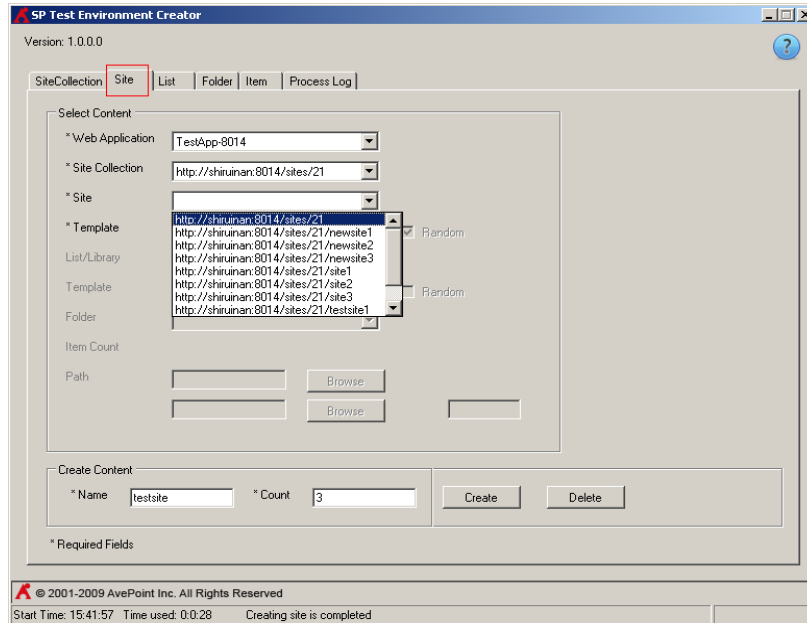 SP Test Environment Creator
Version: 1.0.0.0
?
SiteCollection Site List Folder Item Process Log
Select Content
* Web Application TestApp-8014
* Site Collection http://shiruinan:8014/sites/21
* Site
http://shiruinan:8014/sites/21
* Template http://shiruinan:8014/sites/21/newsite1 Random
http://shiruinan:8014/sites/21/newsite2
List/Library http://shiruinan:8014/sites/21/newsite3
http://shiruinan:8014/sites/21/site1
Template http://shiruinan:8014/sites/21/site2 Random
http://shiruinan:8014/sites/21/site3
Folder http://shiruinan:8014/sites/21/testsite1
Item Count
Path Browse
Browse
Create Content
* Name testsite * Count 3 Create Delete
* Required Fields
© 2001-2009 AvePoint Inc. All Rights Reserved
Start Time: 15:41:57 Time used: 0:0:28 Creating site is completed